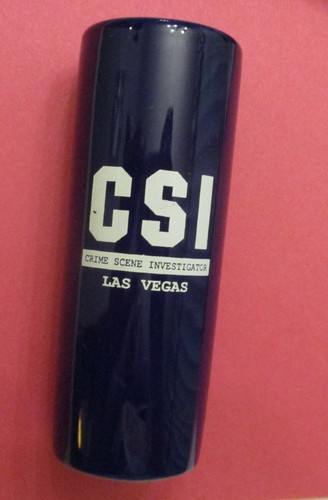 CSI
CRIME SCENE INVESTIGATOR
LAS VEGAS